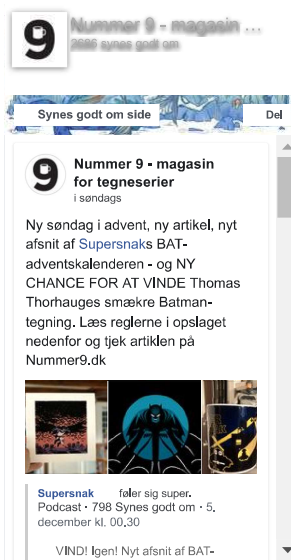 Nummer 9 - magasin ...
2686 synes godt om
Synes godt om side
Del
Nummer 9 - magasin
for tegneserier
i søndags
Ny søndag i advent, ny artikel, nyt
afsnit af Supersnaks BAT-
adventskalenderen - og NY
CHANCE FOR AT VINDE Thomas
Thorhauges smækre Batman-
tegning. Læs reglerne i opslaget
nedenfor og tjek artiklen på
Nummer9.dk
Supersnak føler sig super.
Podcast · 798 Synes godt om · 5.
december kl. 00.30
VIND! Igen! Nyt afsnit af BAT-